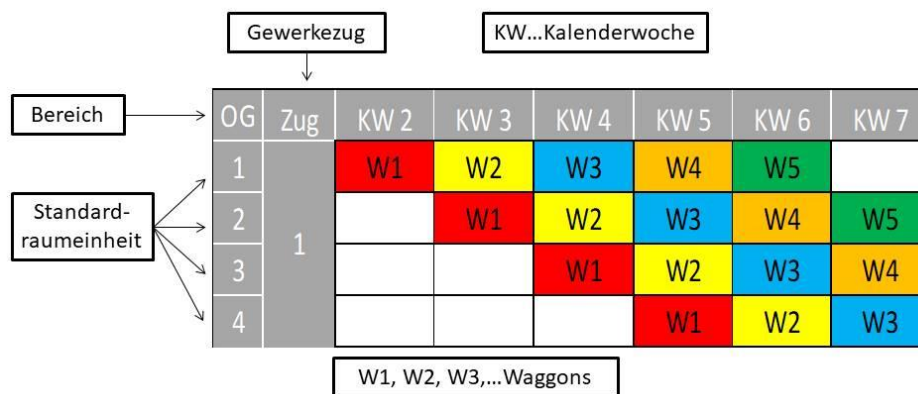 Gewerkezug
KW...Kalenderwoche
Bereich
OG Zug KW 2 KW 3 KW 4 KW 5 KW 6 KW 7
1 W1 W2 W3 W4 W5
Standard-
raumeinheit
2 W1 W2 W3 W4 W5
1
3 W1 W2 W3 W4
4 W1 W2 W3
W1, W2, W3,...Waggons